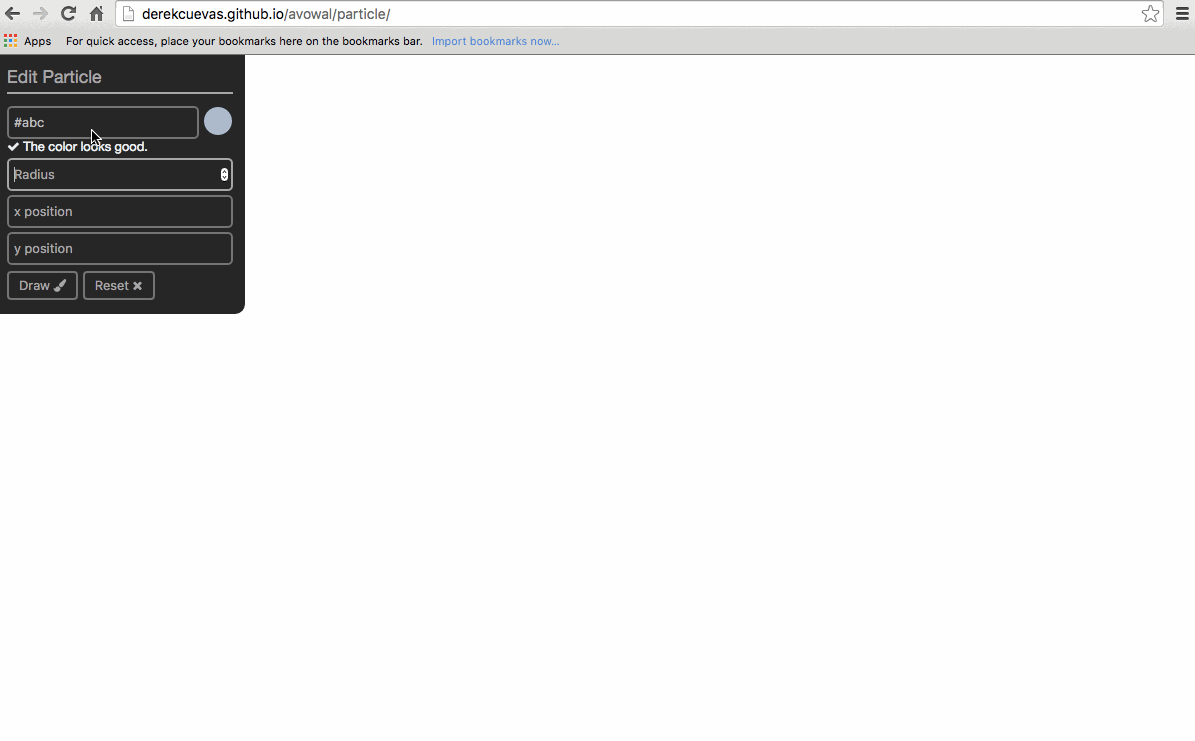 derekcuevas.github.io/avowal/particle/
Apps For quick access, place your bookmarks here on the bookmarks bar. Import bookmarks now...
Edit Particle
#abc
The color looks good.
Radius
x position
y position
Draw Reset